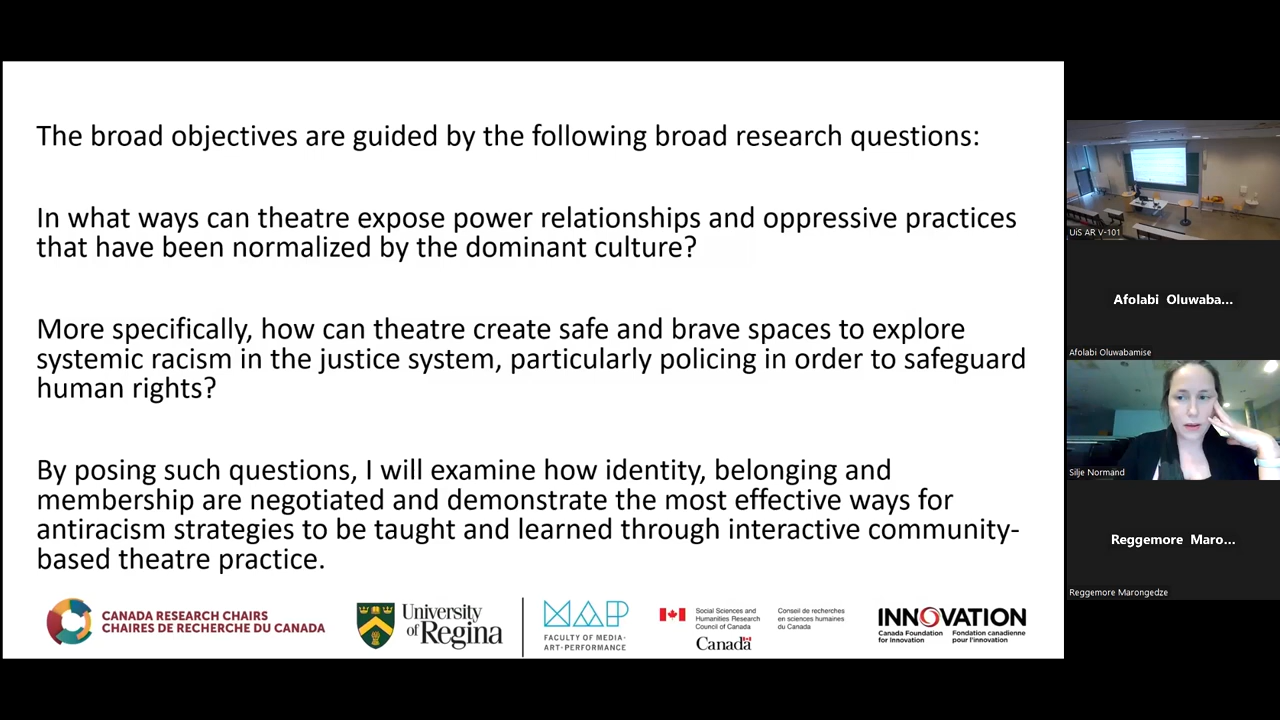 The broad objectives are guided by the following broad research questions:
In what ways can theatre expose power relationships and oppressive practices
that have been normalized by the dominant culture?
More specifically, how can theatre create safe and brave spaces to explore
systemic racism in the justice system, particularly policing in order to safeguard
human rights?
By posing such questions, I will examine how identity, belonging and
membership are negotiated and demonstrate the most effective ways for
antiracism strategies to be taught and learned through interactive community-
based theatre practice.
CANADA RESEARCH CHAIRS
CHAIRES DE RECHERCHE DU CANADA
University
of Regina
MAP
FACULTY OF MEDIA·
ART·PERFORMANCE
Social Sciences and
Humanities Research
Council of Canada
Conseil de recherches
en sciences humaines
du Canada
Canada
INNOVATION
Canada Foundation
for Innovation
Fondation canadienne
pour l'innovation
UiS AR V-101
Afolabi Oluwaba...
Afolabi Oluwabamise
Silje Normand
Reggemore Maro...
Reggemore Marongedze